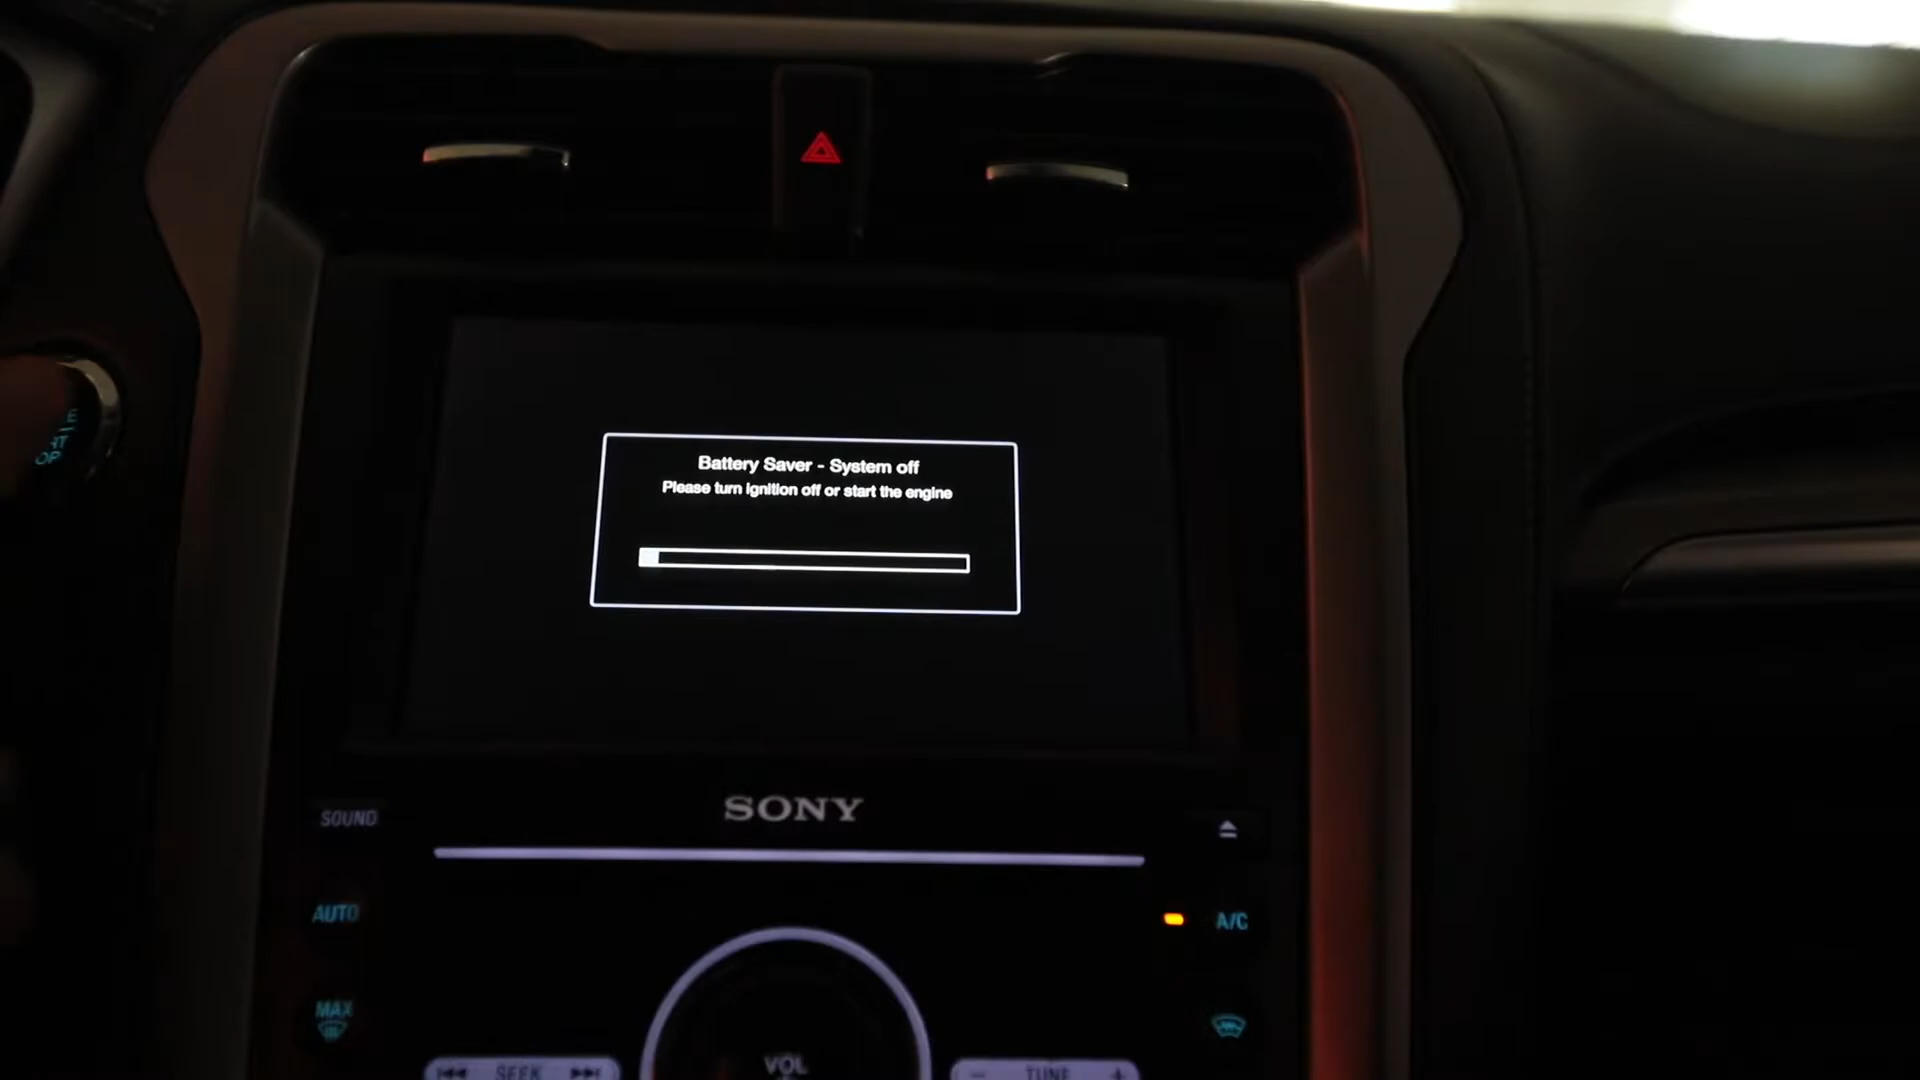 Battery Saver - System off
Please turn ignition off or start the engine
SONY
SOUND
AUTO
A/C
MAX
VOL
SEEK
- TUNE +